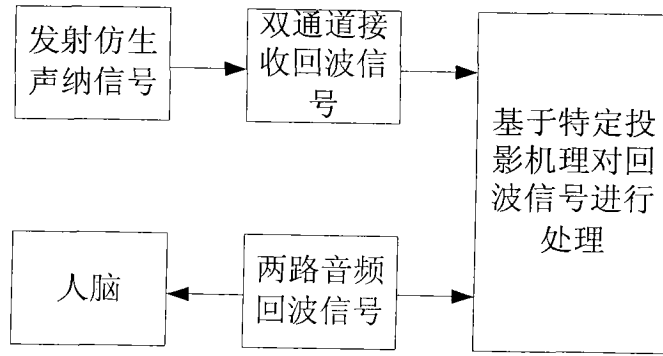 发射仿生
声纳信号
双通道接
收回波信
号
基于特定投
影机理对回
波信号进行
处理
两路音频
回波信号
人脑